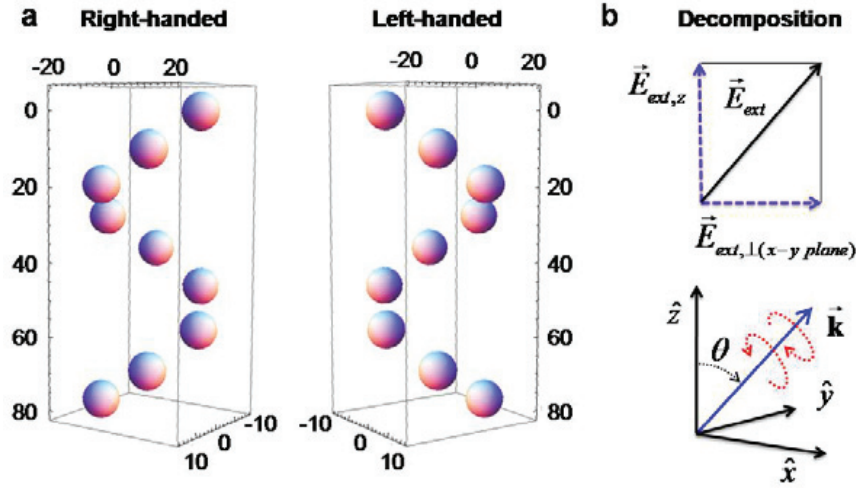 a
Right-handed
Left-handed
b
Decomposition
-20 0 20
-20 0 20
0
20
40
60
80
-10
0
10
0
20
40
60
80
-10
0
10
E⃗ext,z
E⃗ext
E⃗ext,⊥(x-y plane)
ẑ
θ
k⃗
ŷ
x̂